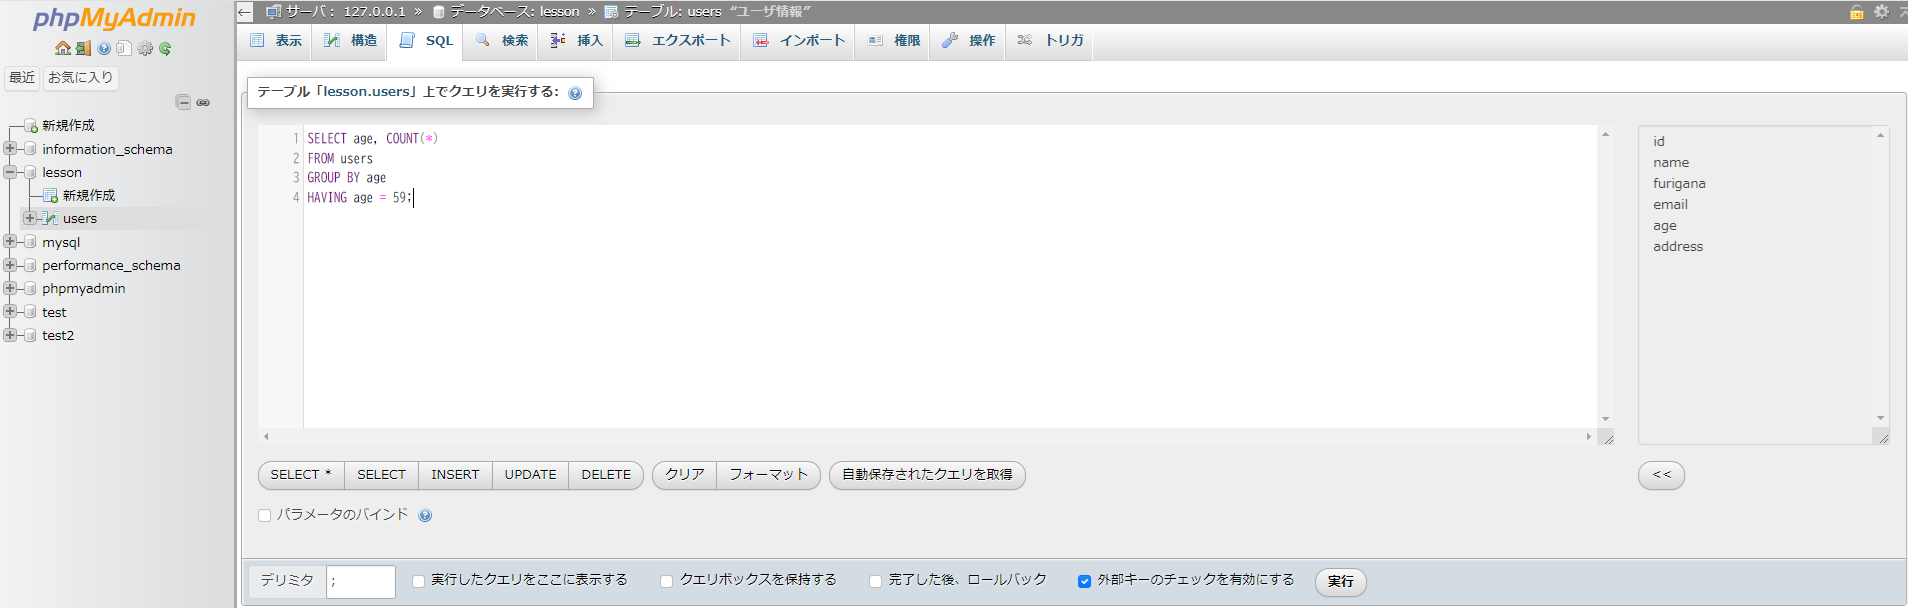 phpMyAdmin
最近 お気に入り
新規作成
information_schema
lesson
新規作成
users
mysql
performance_schema
phpmyadmin
test
test2
サーバ: 127.0.0.1 » データベース: lesson » テーブル: users “ユーザ情報”
表示 構造 SQL 検索 挿入 エクスポート インポート 権限 操作 トリガ
テーブル「lesson.users」上でクエリを実行する:
1 SELECT age, COUNT(*)
2 FROM users
3 GROUP BY age
4 HAVING age = 59;
id
name
furigana
email
age
address
SELECT * SELECT INSERT UPDATE DELETE クリア フォーマット 自動保存されたクエリを取得 <<
パラメータのバインド
デリミタ ; 実行したクエリをここに表示する クエリボックスを保持する 完了した後、ロールバック 外部キーのチェックを有効にする 実行